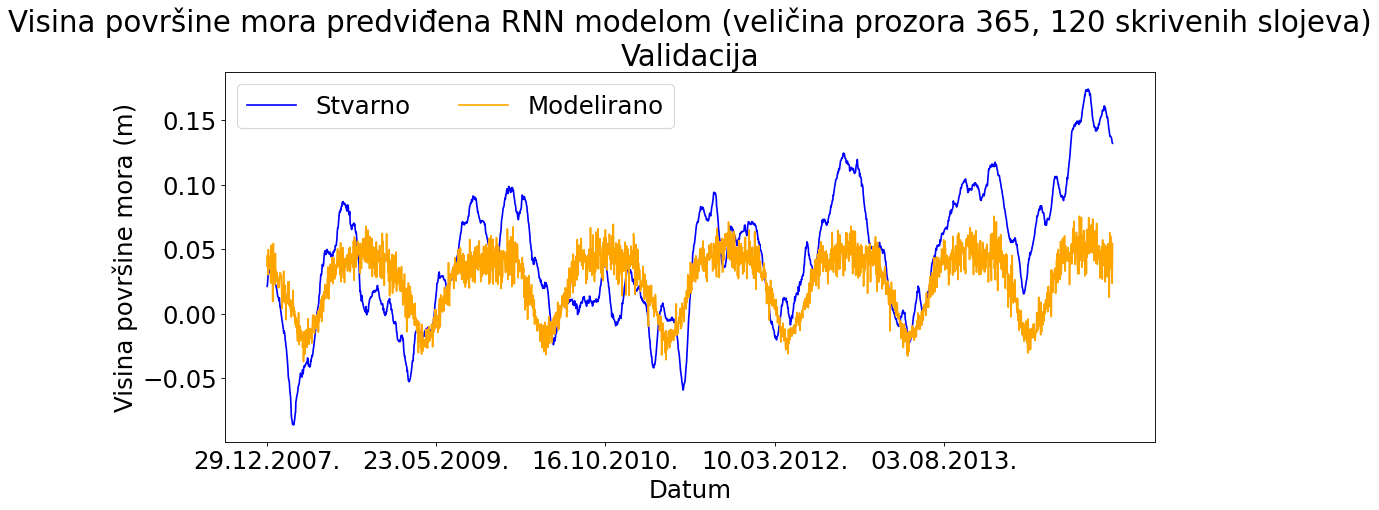 Visina površine mora predviđena RNN modelom (veličina prozora 365, 120 skrivenih slojeva)
Validacija
Stvarno
Modelirano
Visina površine mora (m)
0.15
0.10
0.05
0.00
−0.05
29.12.2007.
23.05.2009.
16.10.2010.
10.03.2012.
03.08.2013.
Datum